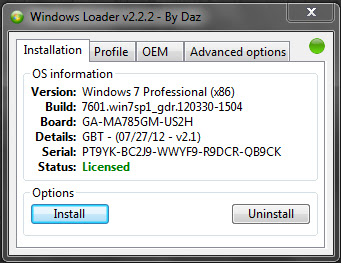 Windows Loader v2.2.2 - By Daz
Installation Profile OEM Advanced options
OS information
Version: Windows 7 Professional (x86)
Build: 7601.win7sp1_gdr.120330-1504
Board: GA-MA785GM-US2H
Details: GBT - (07/27/12 - v2.1)
Serial: PT9YK-BC2J9-WWYF9-R9DCR-QB9CK
Status: Licensed
Options
Install Uninstall